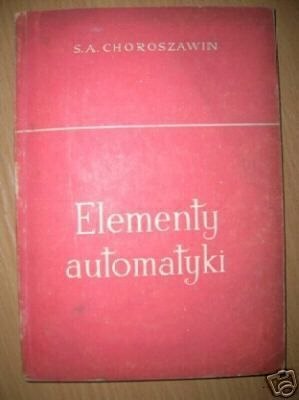 S.A. CHOROSZAWIN
Elementy
automatyki